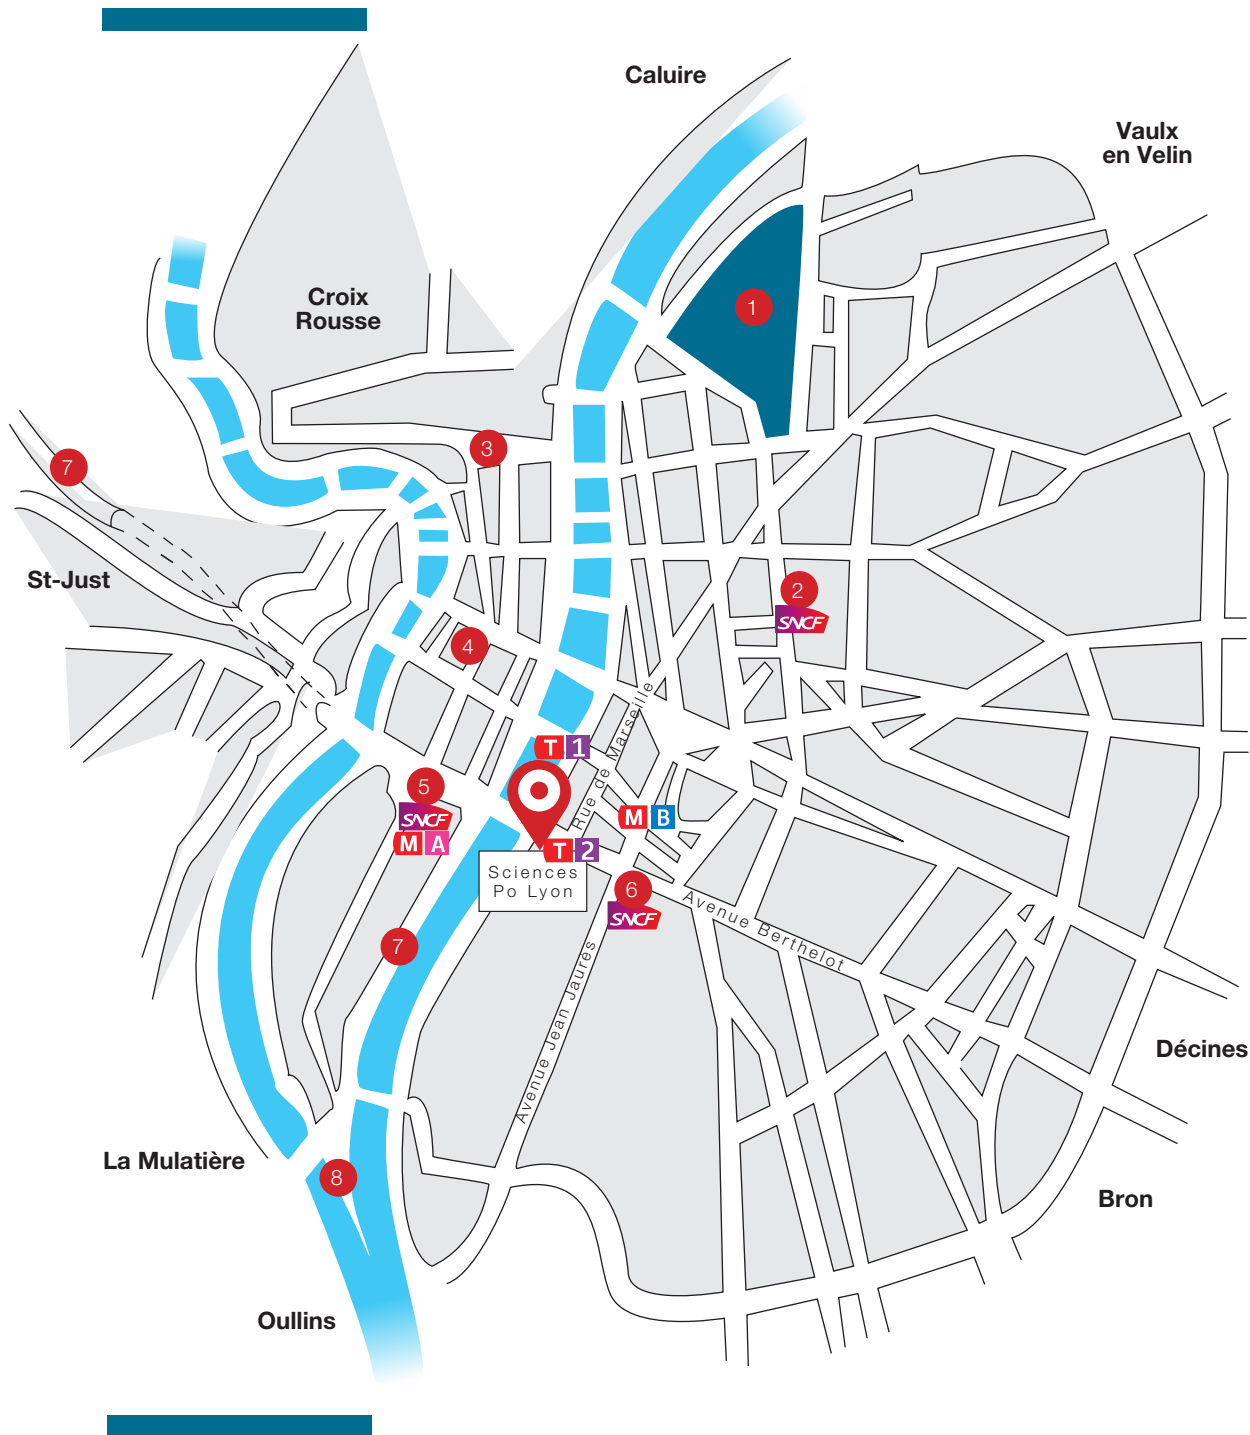 Caluire
Vaulx
en Velin
Croix
Rousse
1
3
7
St-Just
2
SNCF
4
Rue de Marseille
T 1
5
SNCF
M A
M B
T 2
Sciences
Po Lyon
6
SNCF
Avenue Berthelot
7
Avenue Jean Jaures
Décines
La Mulatière
8
Bron
Oullins